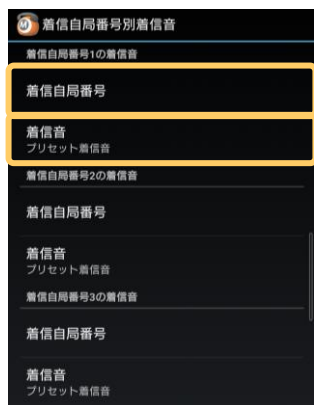 着信自局番号別着信音
着信自局番号1の着信音
着信自局番号
着信音
プリセット着信音
着信自局番号2の着信音
着信自局番号
着信音
プリセット着信音
着信自局番号3の着信音
着信自局番号
着信音
プリセット着信音